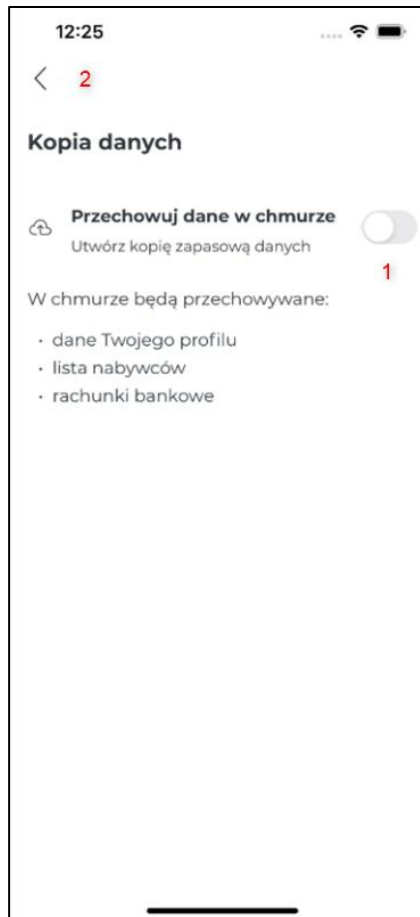 12:25
2
Kopia danych
Przechowuj dane w chmurze
Utwórz kopię zapasową danych
1
W chmurze będą przechowywane:
· dane Twojego profilu
· lista nabywców
· rachunki bankowe